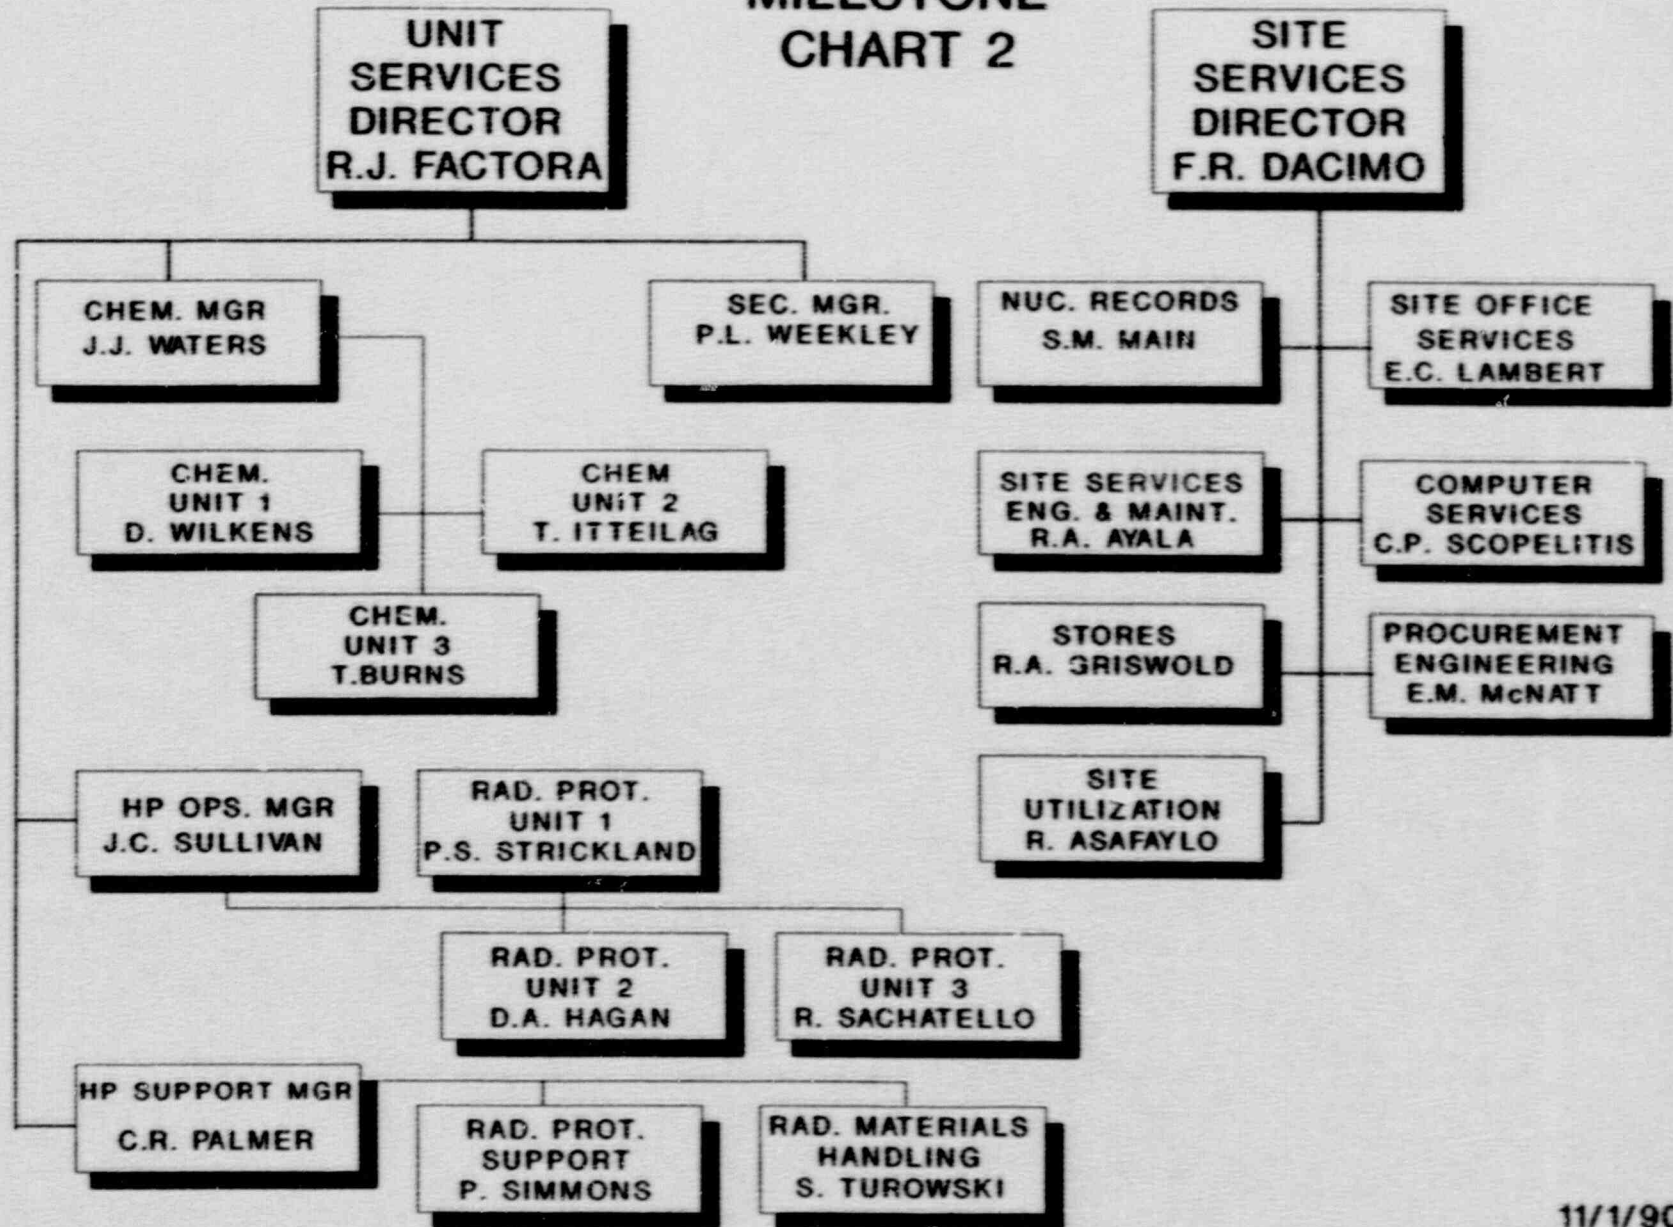 MILLSTONE
CHART 2
UNIT
SERVICES
DIRECTOR
R.J. FACTORA
SITE
SERVICES
DIRECTOR
F.R. DACIMO
CHEM. MGR
J.J. WATERS
SEC. MGR.
P.L. WEEKLEY
NUC. RECORDS
S.M. MAIN
SITE OFFICE
SERVICES
E.C. LAMBERT
CHEM.
UNIT 1
D. WILKENS
CHEM
UNIT 2
T. ITTEILAG
SITE SERVICES
ENG. & MAINT.
R.A. AYALA
COMPUTER
SERVICES
C.P. SCOPELITIS
CHEM.
UNIT 3
T.BURNS
STORES
R.A. GRISWOLD
PROCUREMENT
ENGINEERING
E.M. McNATT
HP OPS. MGR
J.C. SULLIVAN
RAD. PROT.
UNIT 1
P.S. STRICKLAND
SITE
UTILIZATION
R. ASAFAYLO
RAD. PROT.
UNIT 2
D.A. HAGAN
RAD. PROT.
UNIT 3
R. SACHATELLO
HP SUPPORT MGR
C.R. PALMER
RAD. PROT.
SUPPORT
P. SIMMONS
RAD. MATERIALS
HANDLING
S. TUROWSKI